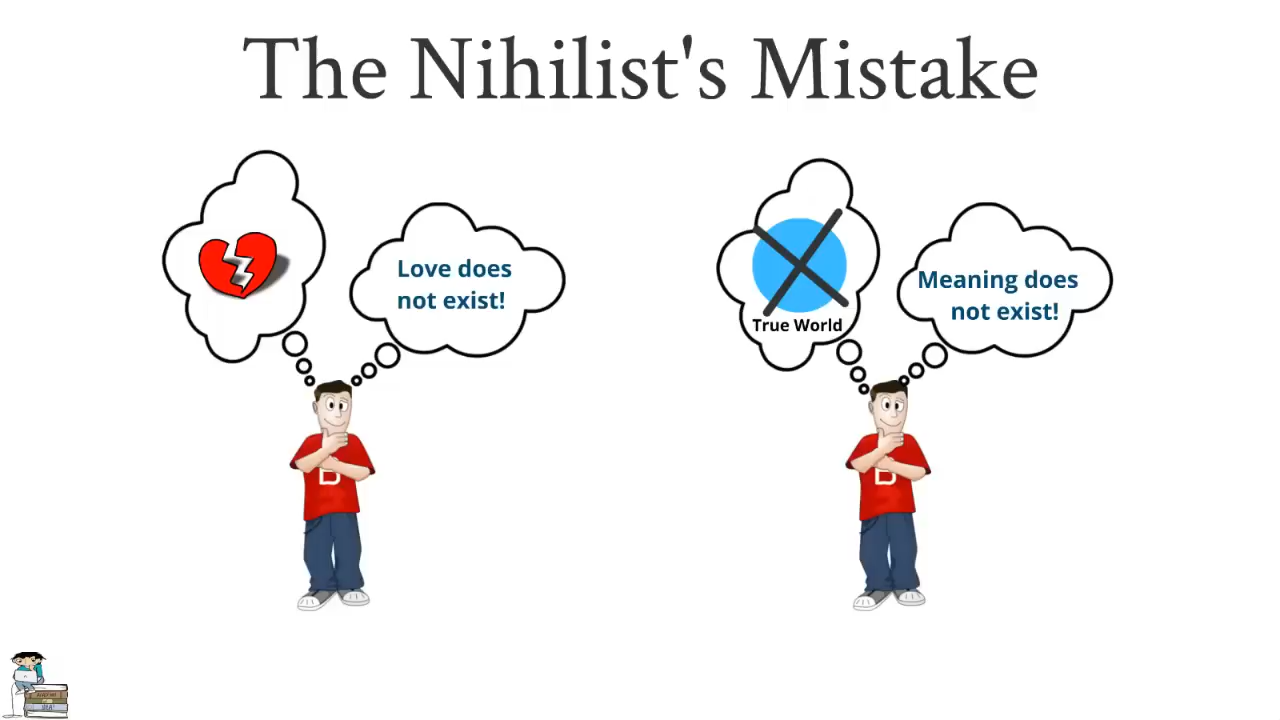 The Nihilist's Mistake
Love does
not exist!
True World
Meaning does
not exist!
B
B